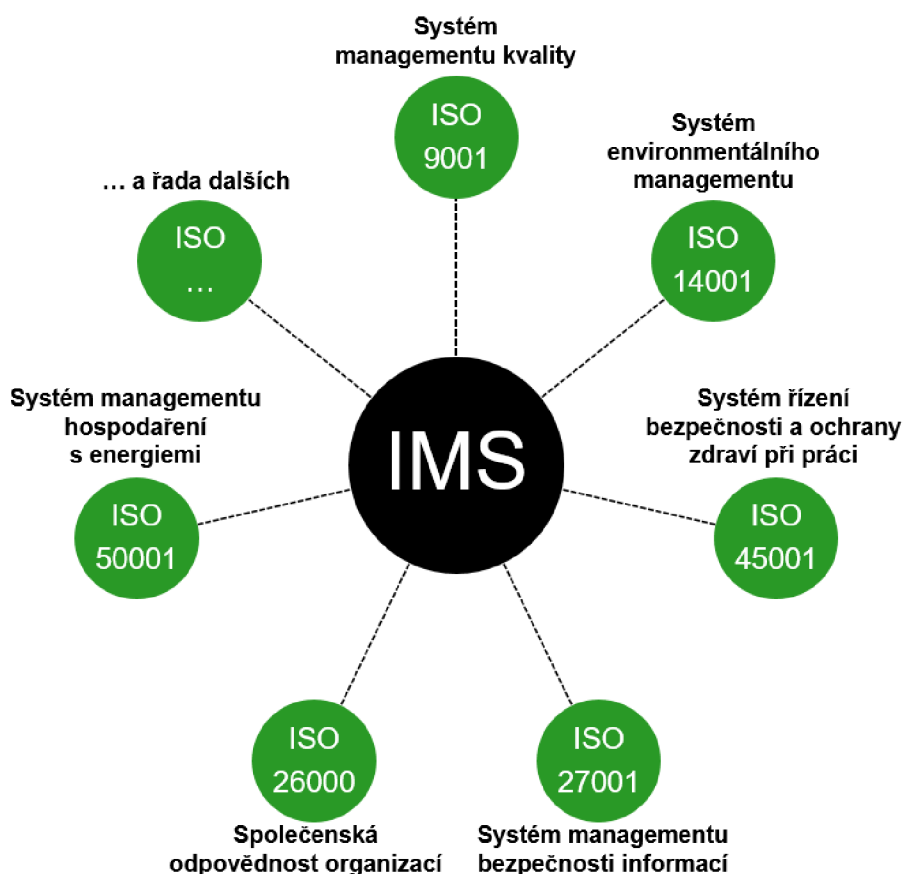 Systém
managementu kvality
ISO
9001
Systém
environmentálního
managementu
ISO
14001
Systém řízení
bezpečnosti a ochrany
zdraví při práci
ISO
45001
ISO
27001
Systém managementu
bezpečnosti informací
ISO
26000
Společenská
odpovědnost organizací
Systém managementu
hospodaření
s energiemi
ISO
50001
… a řada dalších
ISO
…
IMS